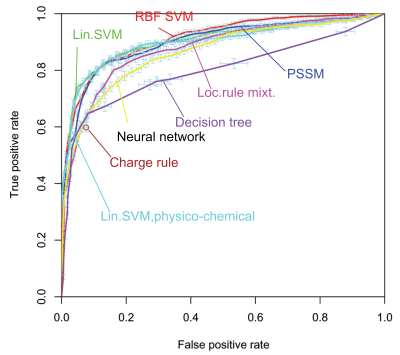 1.0
RBF SVM
Lin.SVM
0.8
PSSM
Loc.rule mixt.
Decision tree
0.6
Neural network
Charge rule
True positive rate
0.4
Lin.SVM,physico-chemical
0.2
0.0
0.0 0.2 0.4 0.6 0.8 1.0
False positive rate